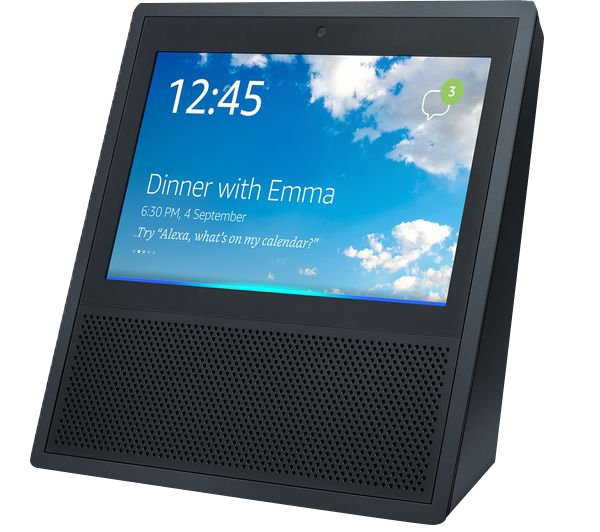 12:45
3
Dinner with Emma
6:30 PM, 4 September
Try “Alexa, what’s on my calendar?”